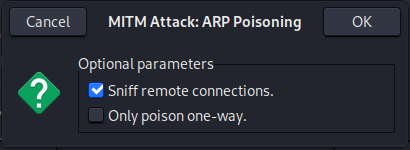 Cancel MITM Attack: ARP Poisoning OK
Optional parameters
Sniff remote connections.
Only poison one-way.